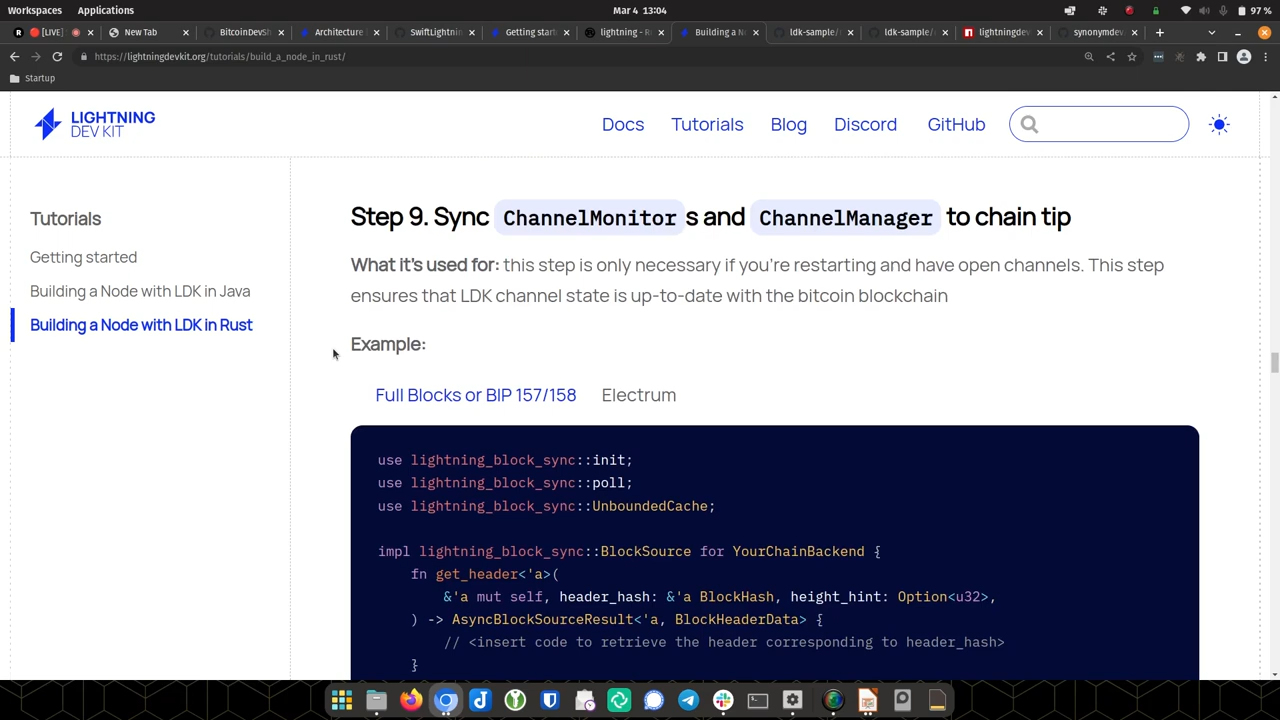 Workspaces Applications Mar 4 13:04 97 %
[LIVE] New Tab BitcoinDevSh Architecture SwiftLightnin Getting starte lightning - R Building a N ldk-sample/ ldk-sample/ lightningdev synonymdev
https://lightningdevkit.org/tutorials/build_a_node_in_rust/
Startup
LIGHTNING
DEV KIT
Docs Tutorials Blog Discord GitHub
Tutorials
Getting started
Building a Node with LDK in Java
Building a Node with LDK in Rust
Step 9. Sync ChannelMonitor s and ChannelManager to chain tip
What it's used for: this step is only necessary if you're restarting and have open channels. This step
ensures that LDK channel state is up-to-date with the bitcoin blockchain
Example:
Full Blocks or BIP 157/158 Electrum
use lightning_block_sync::init;
use lightning_block_sync::poll;
use lightning_block_sync::UnboundedCache;
impl lightning_block_sync::BlockSource for YourChainBackend {
fn get_header<'a>(
&'a mut self, header_hash: &'a BlockHash, height_hint: Option<u32>,
) -> AsyncBlockSourceResult<'a, BlockHeaderData> {
// <insert code to retrieve the header corresponding to header_hash>
}